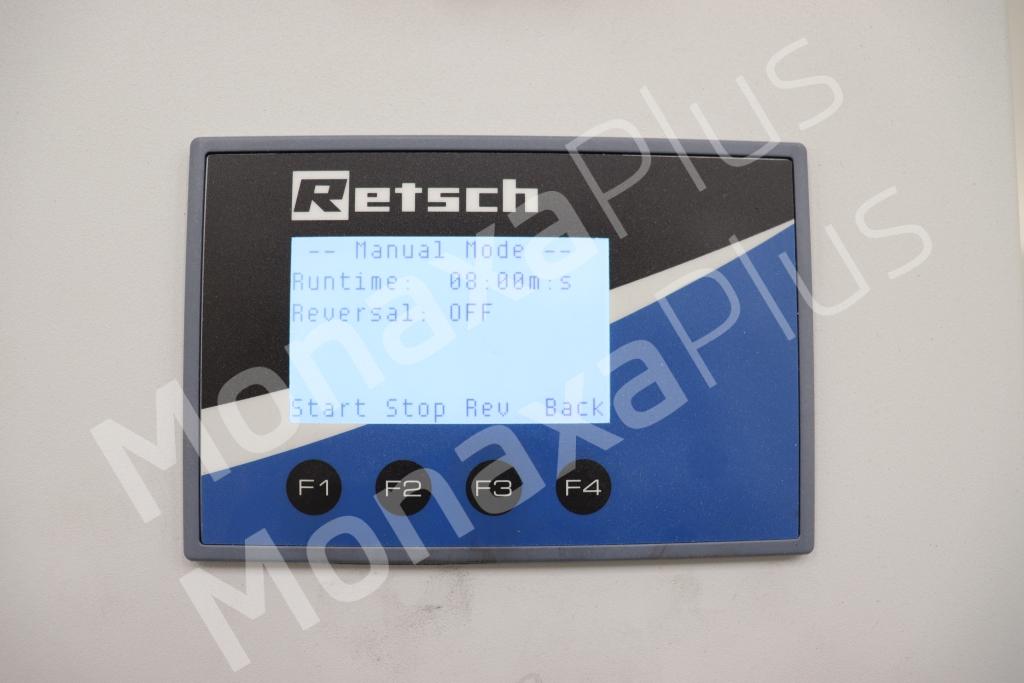 Retsch
-- Manual Mode --
Runtime: 08:00m:s
Reversal: OFF
Start Stop Rev Back
F1 F2 F3 F4
MonaxaPlus
MonaxaPlus